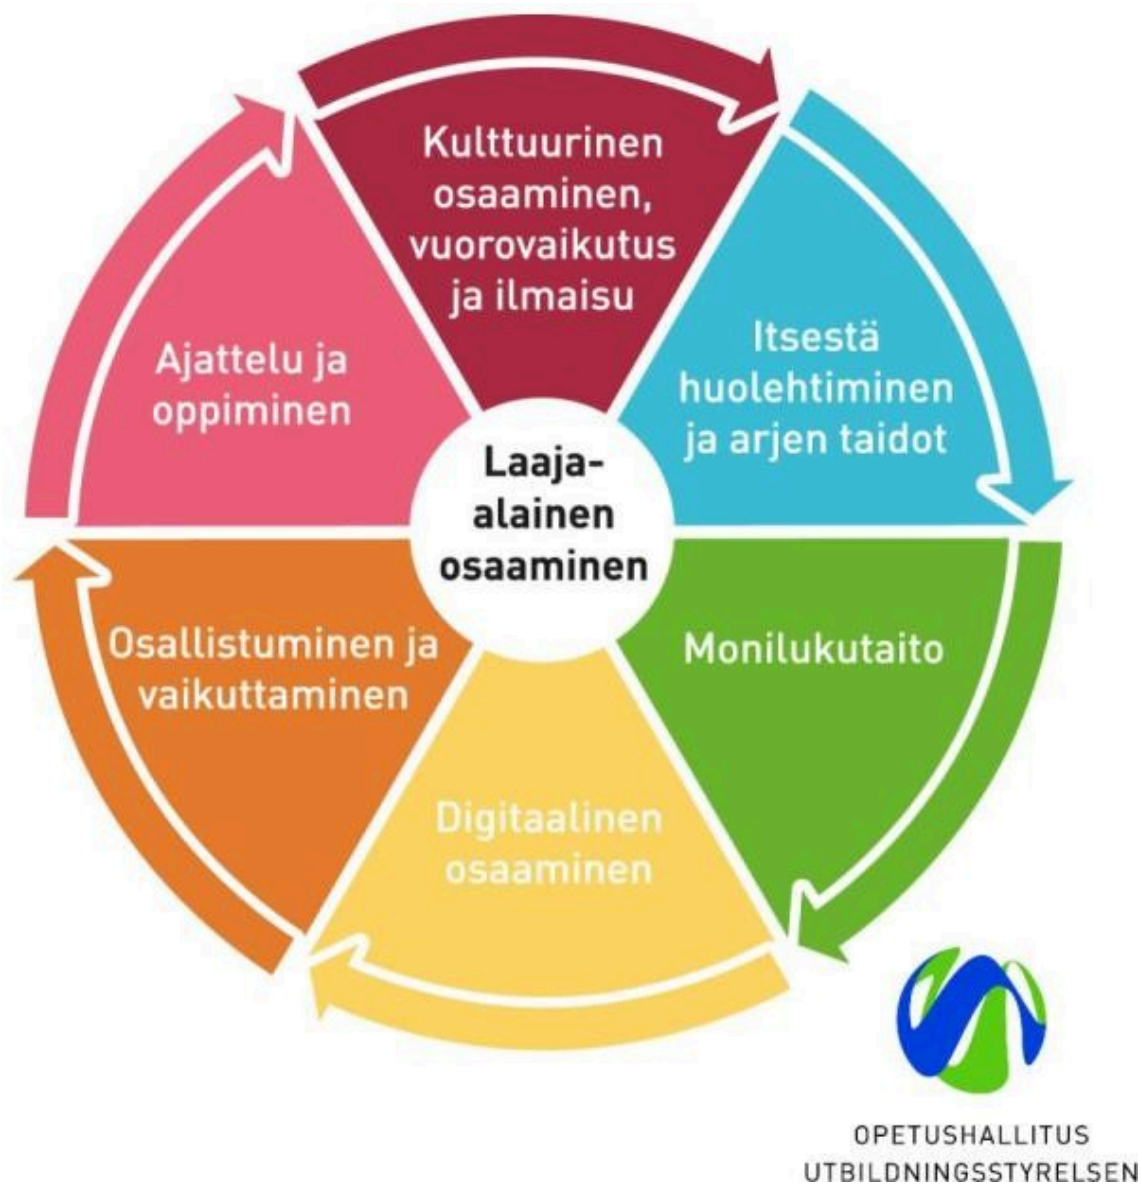 Kulttuurinen
osaaminen,
vuorovaikutus
ja ilmaisu
Itsestä
huolehtiminen
ja arjen taidot
Monilukutaito
Digitaalinen
osaaminen
Osallistuminen ja
vaikuttaminen
Ajattelu ja
oppiminen
Laaja-
alainen
osaaminen
OPETUSHALLITUS
UTBILDNINGSSTYRELSEN